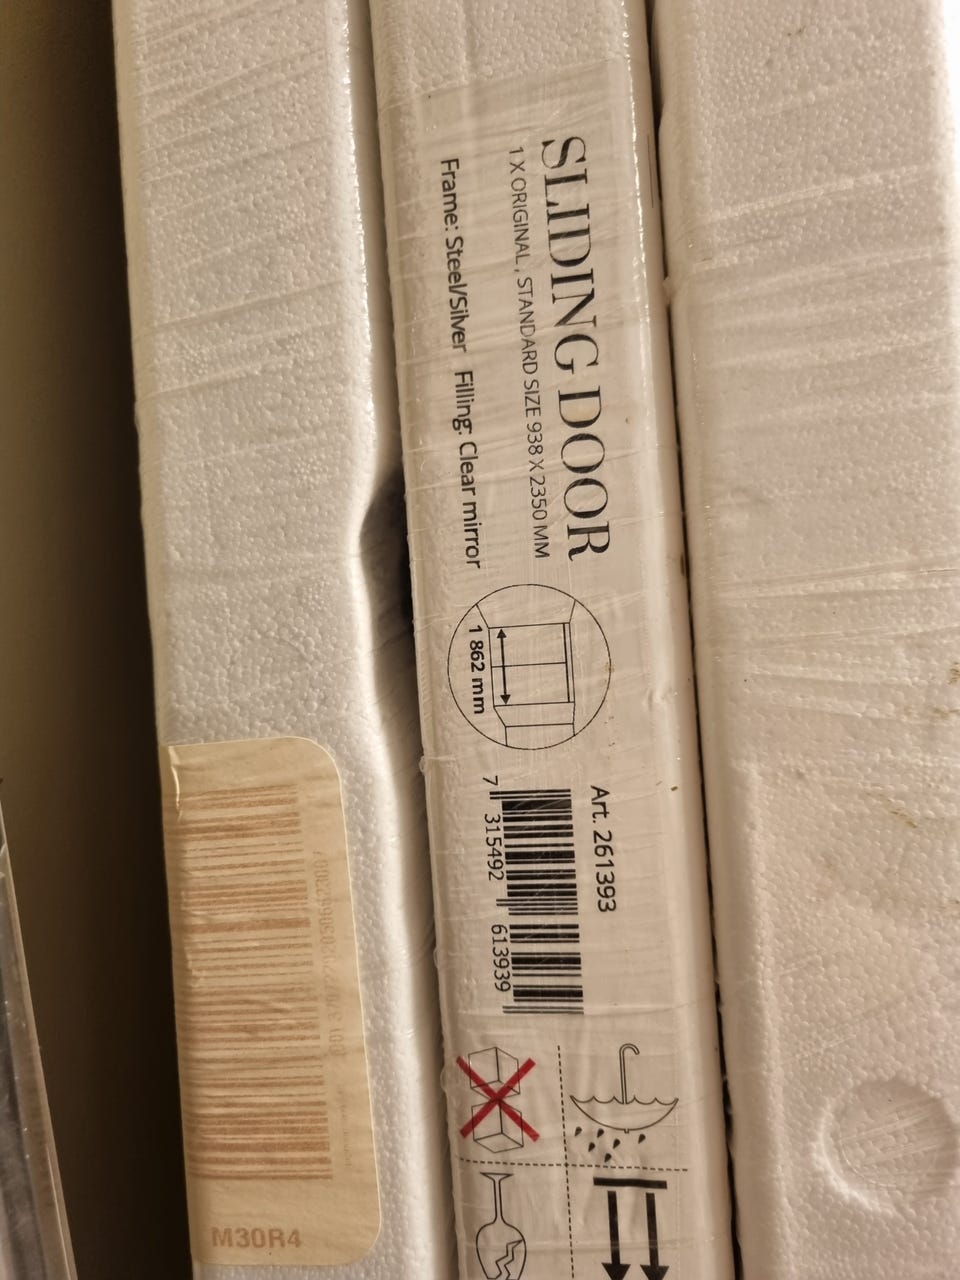 SLIDING DOOR
1 X ORIGINAL , STANDARD SIZE 938 X 2350 MM
Frame: Steel/Silver Filling: Clear mirror
1 862 mm
Art. 261393
7 315492 613939
M30R4